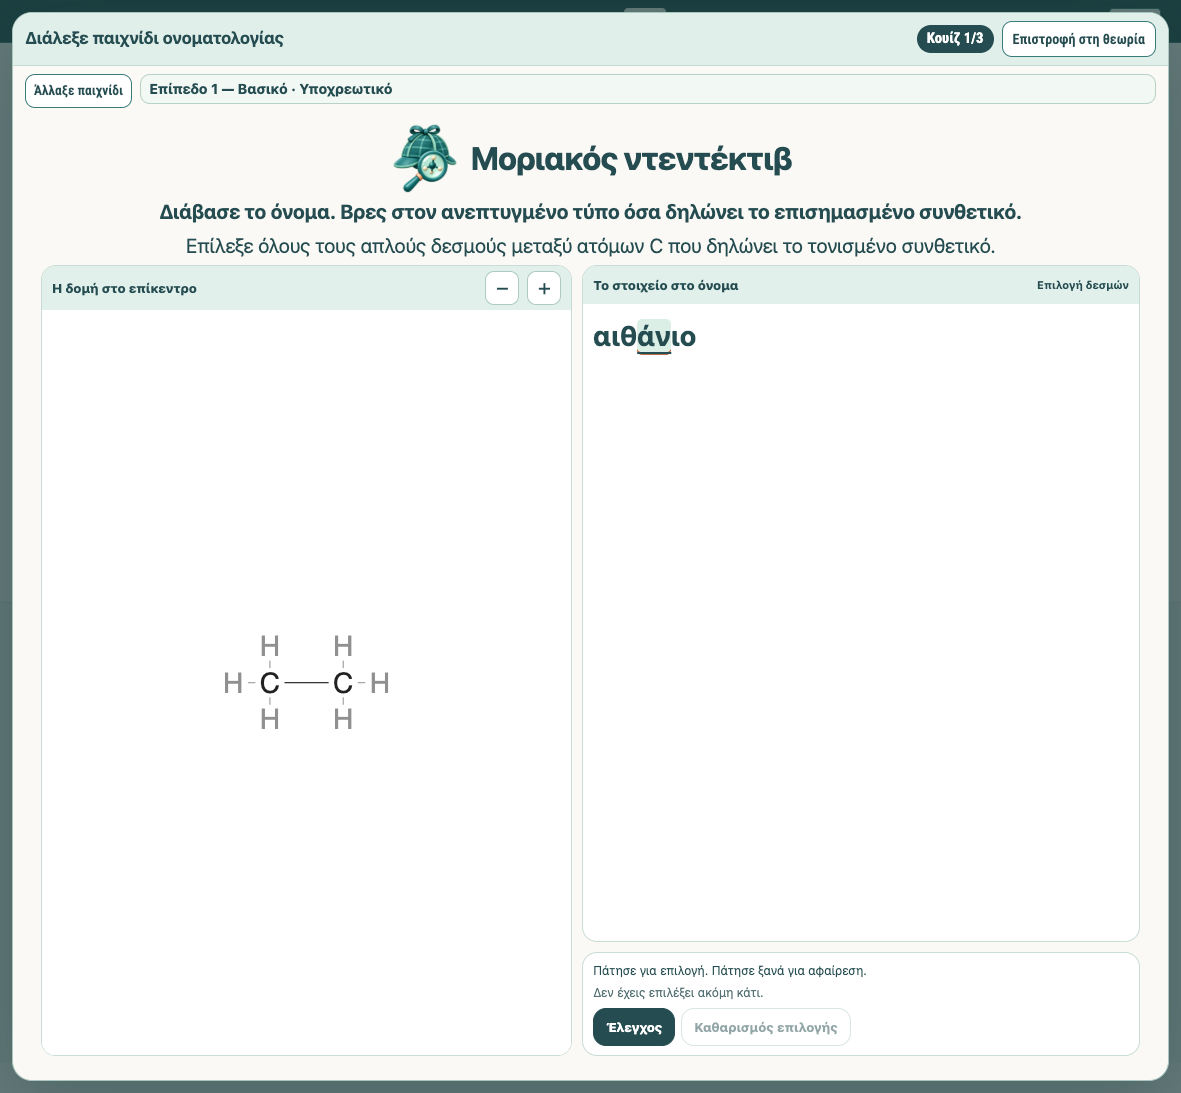 Διάλεξε παιχνίδι ονοματολογίας
Κουίζ 1/3
Επιστροφή στη θεωρία
Άλλαξε παιχνίδι
Επίπεδο 1 — Βασικό · Υποχρεωτικό
Μοριακός ντεντέκτιβ
Διάβασε το όνομα. Βρες στον ανεπτυγμένο τύπο όσα δηλώνει το επισημασμένο συνθετικό.
Επίλεξε όλους τους απλούς δεσμούς μεταξύ ατόμων C που δηλώνει το τονισμένο συνθετικό.
Η δομή στο επίκεντρο
− +
H H
H C C H
H H
Το στοιχείο στο όνομα
Επιλογή δεσμών
αιθάνιο
Πάτησε για επιλογή. Πάτησε ξανά για αφαίρεση.
Δεν έχεις επιλέξει ακόμη κάτι.
Έλεγχος
Καθαρισμός επιλογής